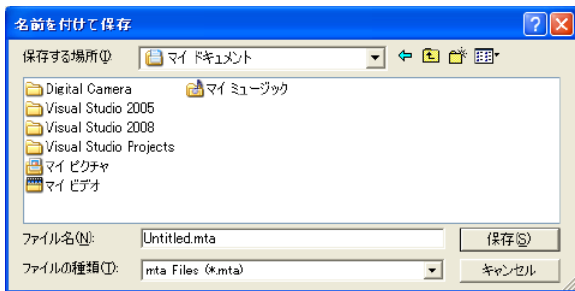 名前を付けて保存
保存する場所(I)
マイ ドキュメント
Digital Camera
マイ ミュージック
Visual Studio 2005
Visual Studio 2008
Visual Studio Projects
マイ ピクチャ
マイ ビデオ
ファイル名(N):
Untitled.mta
保存(S)
ファイルの種類(T):
mta Files (*.mta)
キャンセル